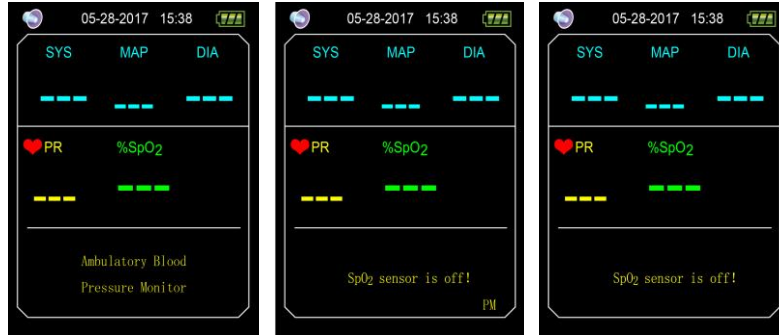 05-28-2017 15:38
SYS MAP DIA
--- --- ---
PR %SpO2
--- ---
Ambulatory Blood
Pressure Monitor
05-28-2017 15:38
SYS MAP DIA
--- --- ---
PR %SpO2
--- ---
SpO2 sensor is off!
PM
05-28-2017 15:38
SYS MAP DIA
--- --- ---
PR %SpO2
--- ---
SpO2 sensor is off!